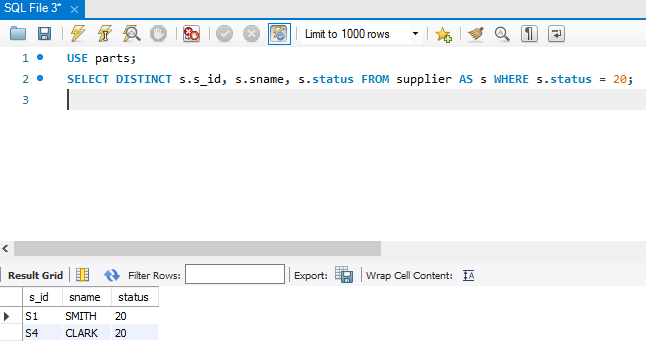 SQL File 3*
Limit to 1000 rows
1 USE parts;
2 SELECT DISTINCT s.s_id, s.sname, s.status FROM supplier AS s WHERE s.status = 20;
3
Result Grid Filter Rows: Export: Wrap Cell Content:
s_id sname status
S1 SMITH 20
S4 CLARK 20